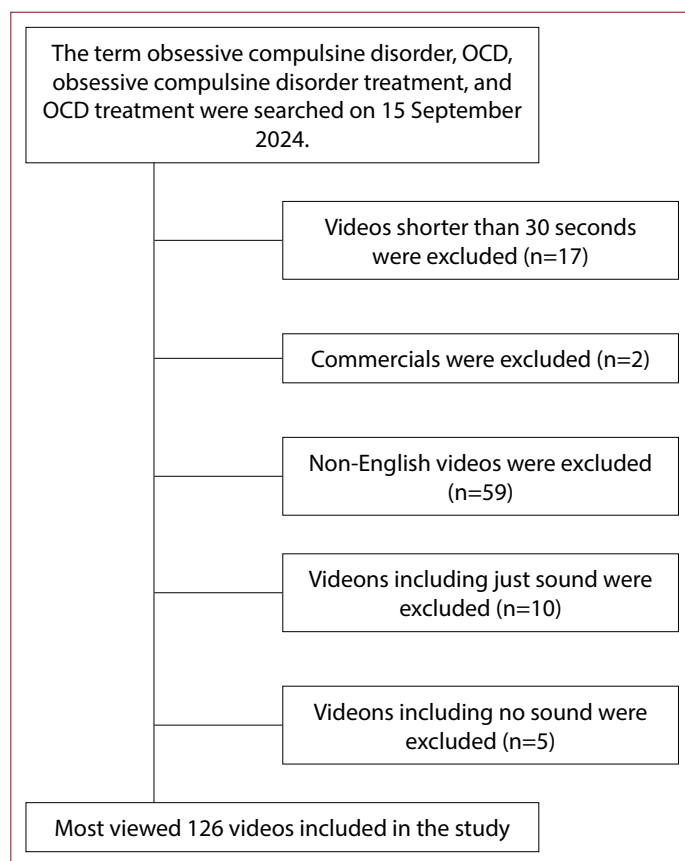 The term obsessive compulsine disorder, OCD,
obsessive compulsine disorder treatment, and
OCD treatment were searched on 15 September
2024.
Videos shorter than 30 seconds
were excluded (n=17)
Commercials were excluded (n=2)
Non-English videos were excluded
(n=59)
Videons including just sound were
excluded (n=10)
Videons including no sound were
excluded (n=5)
Most viewed 126 videos included in the study